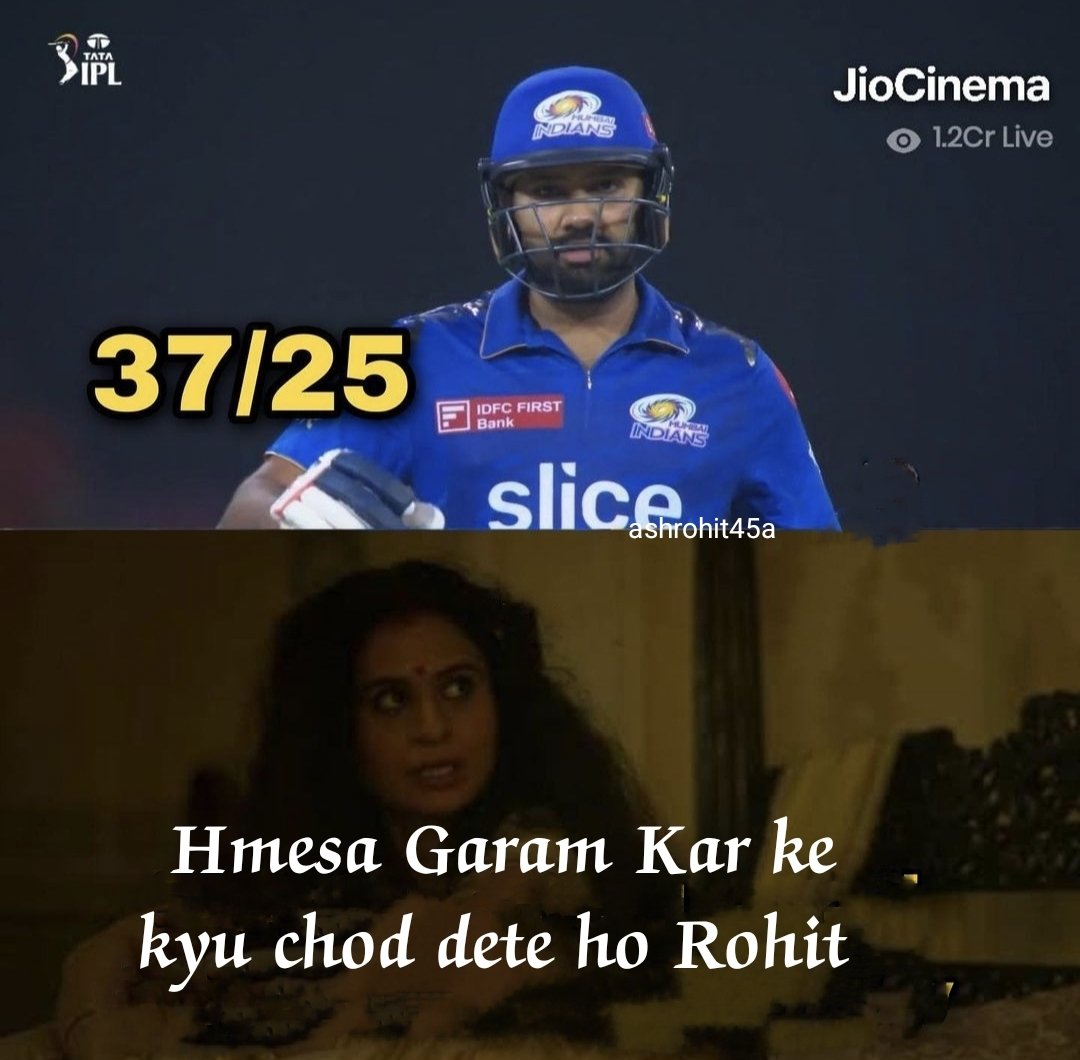 TATA
IPL
JioCinema
1.2Cr Live
MUMBAI
INDIANS
37/25
IDFC FIRST
Bank
MUMBAI
INDIANS
slice
ashrohit45a
Hmesa Garam Kar ke
kyu chod dete ho Rohit